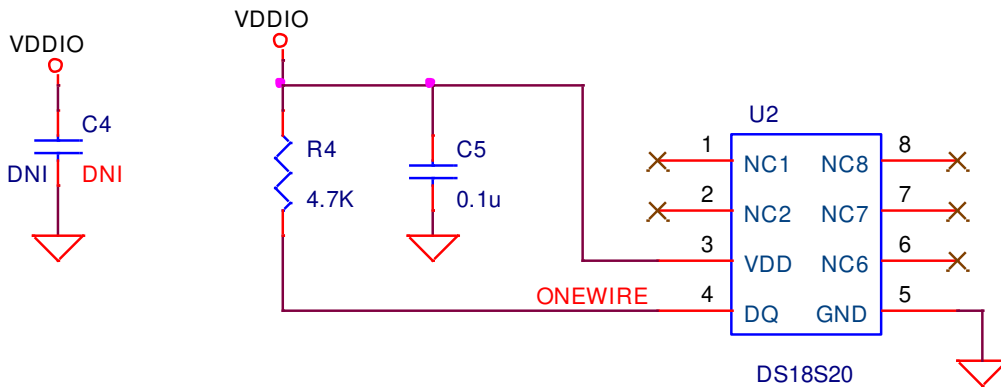 VDDIO
C4
DNI DNI
VDDIO
R4
4.7K
C5
0.1u
U2
1 NC1 NC8 8
2 NC2 NC7 7
3 VDD NC6 6
ONEWIRE 4 DQ GND 5
DS18S20